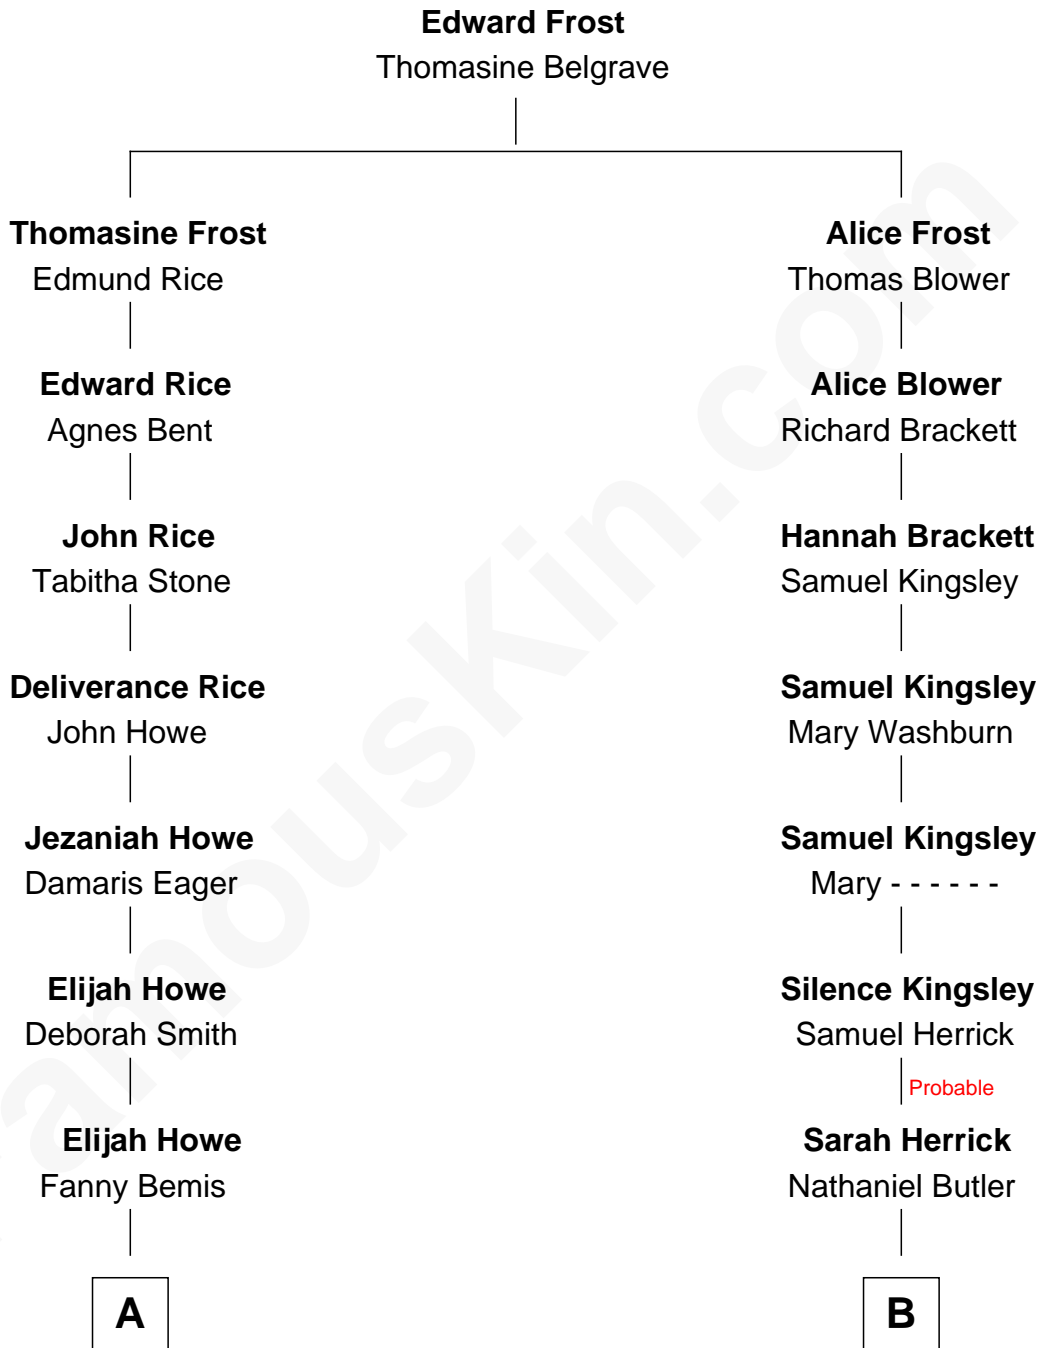 Edward Frost
Thomasine Belgrave
Thomasine Frost
Edmund Rice
Alice Frost
Thomas Blower
Edward Rice
Agnes Bent
Alice Blower
Richard Brackett
John Rice
Tabitha Stone
Hannah Brackett
Samuel Kingsley
Deliverance Rice
John Howe
Samuel Kingsley
Mary Washburn
Jezaniah Howe
Damaris Eager
Samuel Kingsley
Mary - - - - - -
Elijah Howe
Deborah Smith
Silence Kingsley
Samuel Herrick
Probable
Elijah Howe
Fanny Bemis
Sarah Herrick
Nathaniel Butler
A
B
amouskin.com